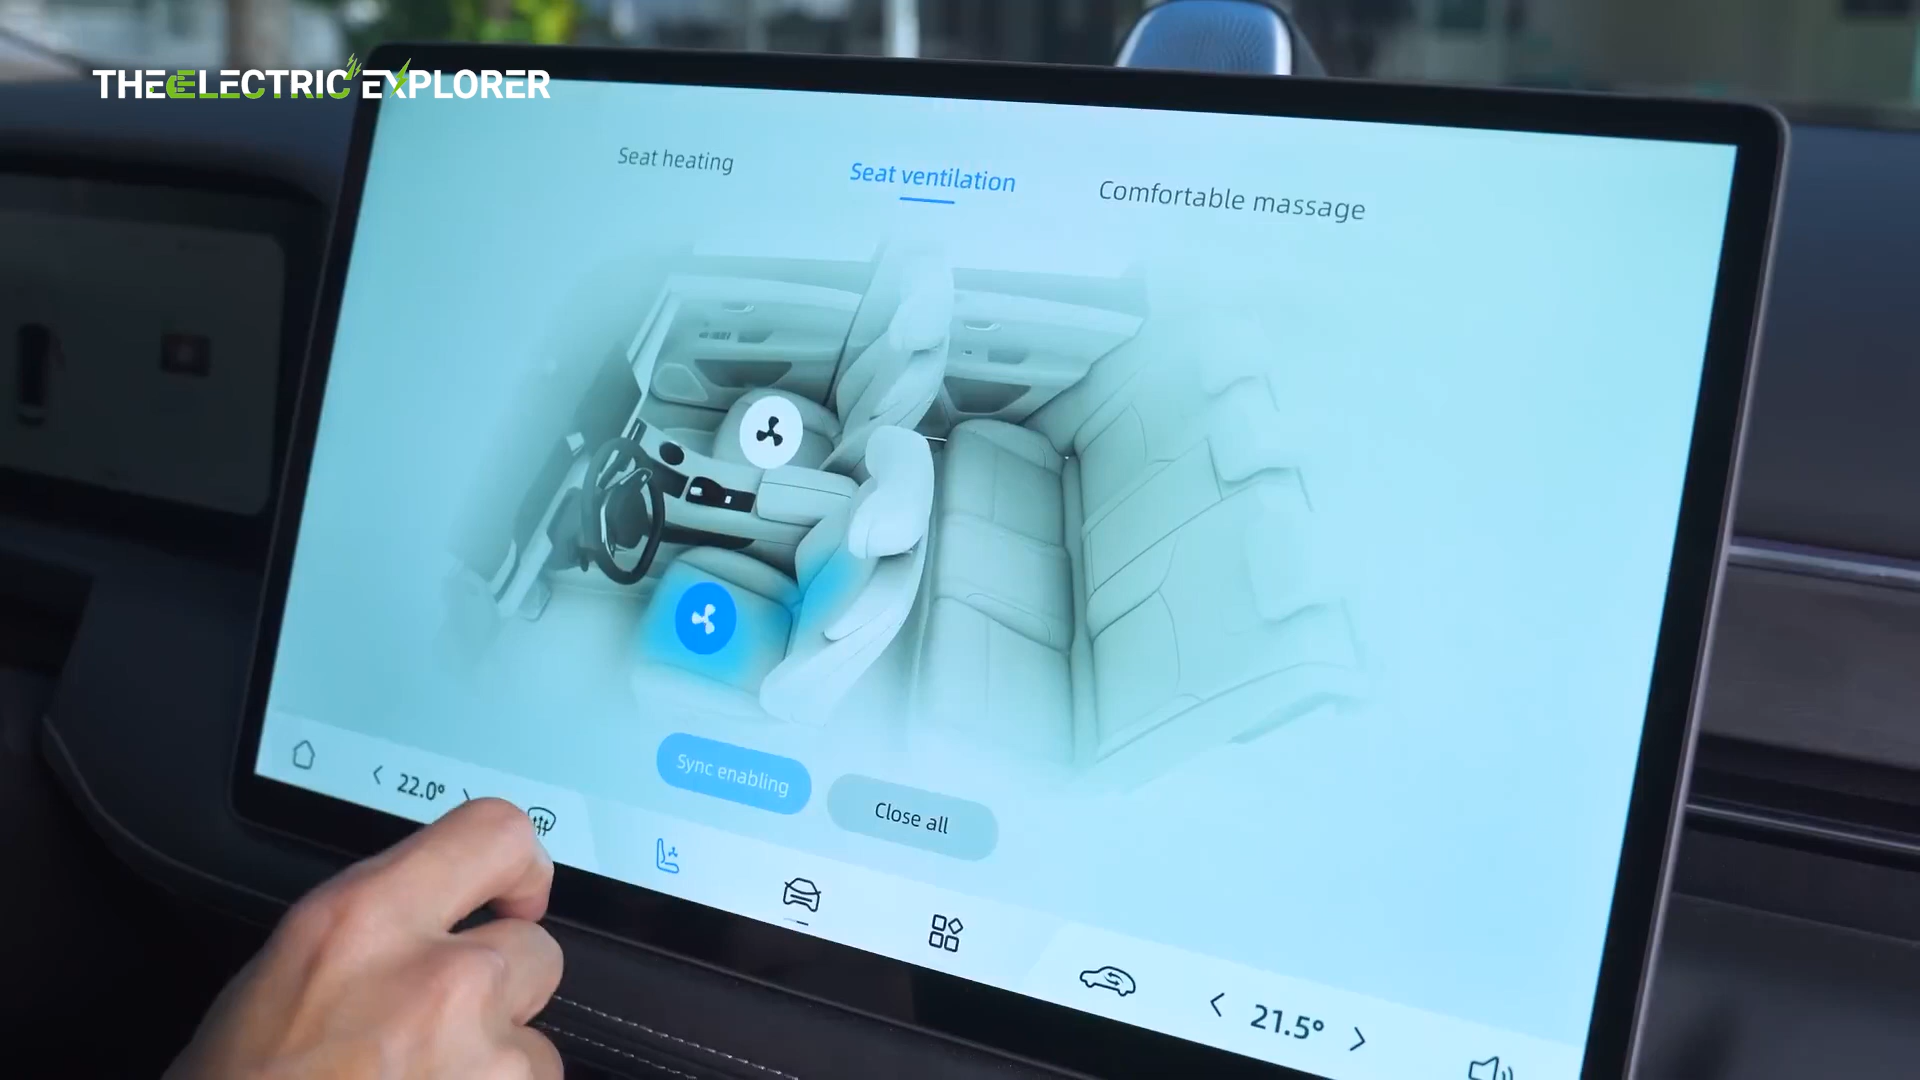 THE ELECTRIC EXPLORER
Seat heating
Seat ventilation
Comfortable massage
Sync enabling
Close all
< 22.0° >
< 21.5° >